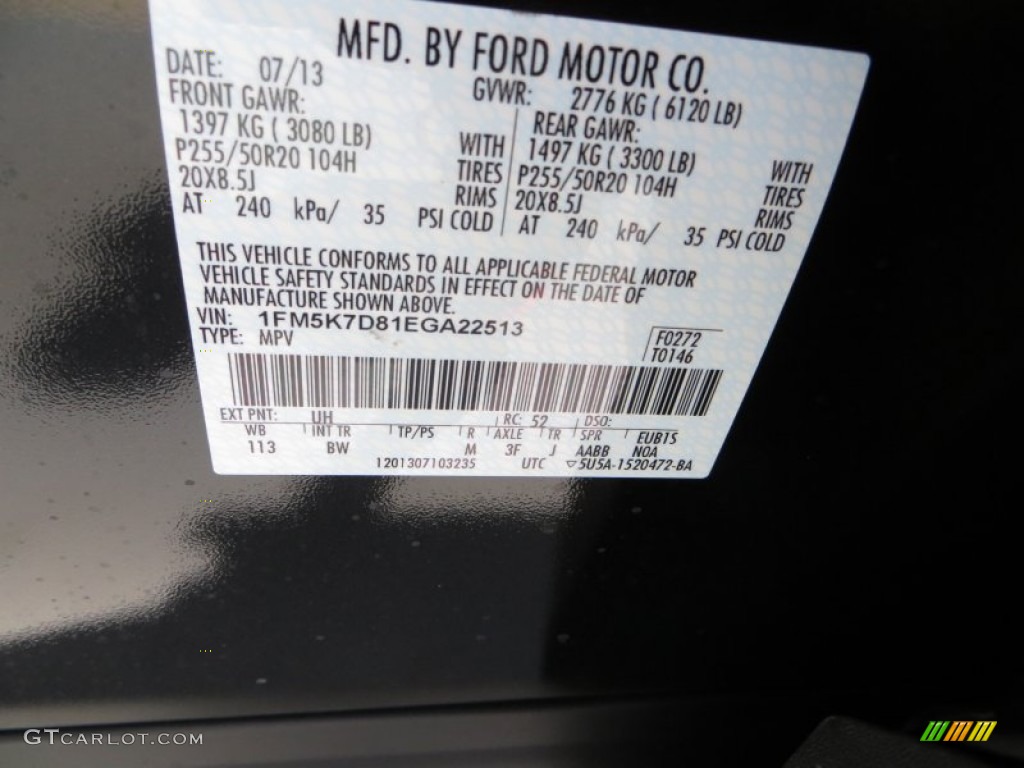 MFD. BY FORD MOTOR CO.
DATE: 07/13 GVWR: 2776 KG ( 6120 LB)
FRONT GAWR: REAR GAWR:
1397 KG ( 3080 LB) WITH 1497 KG ( 3300 LB) WITH
P255/50R20 104H TIRES P255/50R20 104H TIRES
20X8.5J RIMS 20X8.5J RIMS
AT 240 kPa/ 35 PSI COLD AT 240 kPa/ 35 PSI COLD
THIS VEHICLE CONFORMS TO ALL APPLICABLE FEDERAL MOTOR
VEHICLE SAFETY STANDARDS IN EFFECT ON THE DATE OF
MANUFACTURE SHOWN ABOVE.
VIN: 1FM5K7D81EGA22513
TYPE: MPV
F0272
T0146
EXT PNT: UH RC: 52 DSO:
WB INT TR TP/PS R AXLE TR SPR EUB1S
113 BW M 3F J AABB NOA
1201307103235 UTC ▽5U5A-1520472-BA
GTCARLOT.COM